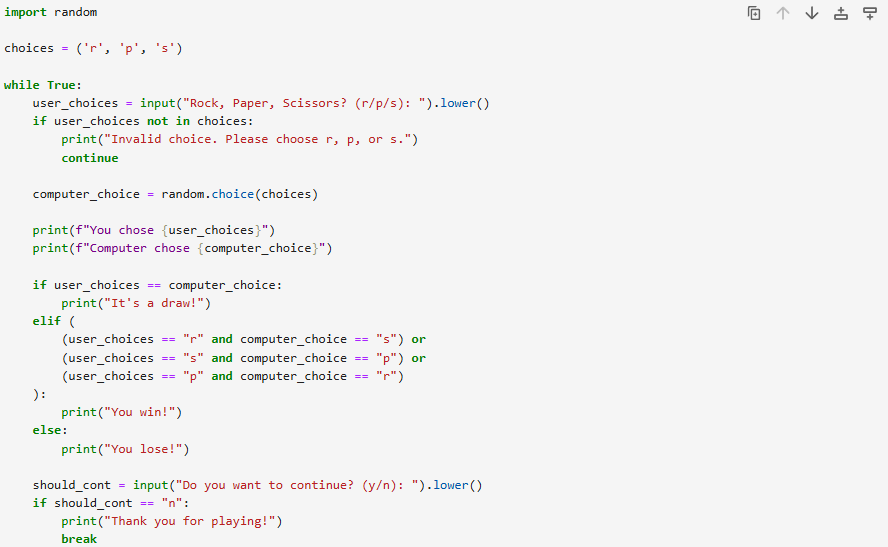 import random

choices = ('r', 'p', 's')

while True:
    user_choices = input("Rock, Paper, Scissors? (r/p/s): ").lower()
    if user_choices not in choices:
        print("Invalid choice. Please choose r, p, or s.")
        continue

    computer_choice = random.choice(choices)

    print(f"You chose {user_choices}")
    print(f"Computer chose {computer_choice}")

    if user_choices == computer_choice:
        print("It's a draw!")
    elif (
        (user_choices == "r" and computer_choice == "s") or
        (user_choices == "s" and computer_choice == "p") or
        (user_choices == "p" and computer_choice == "r")
    ):
        print("You win!")
    else:
        print("You lose!")

    should_cont = input("Do you want to continue? (y/n): ").lower()
    if should_cont == "n":
        print("Thank you for playing!")
        break